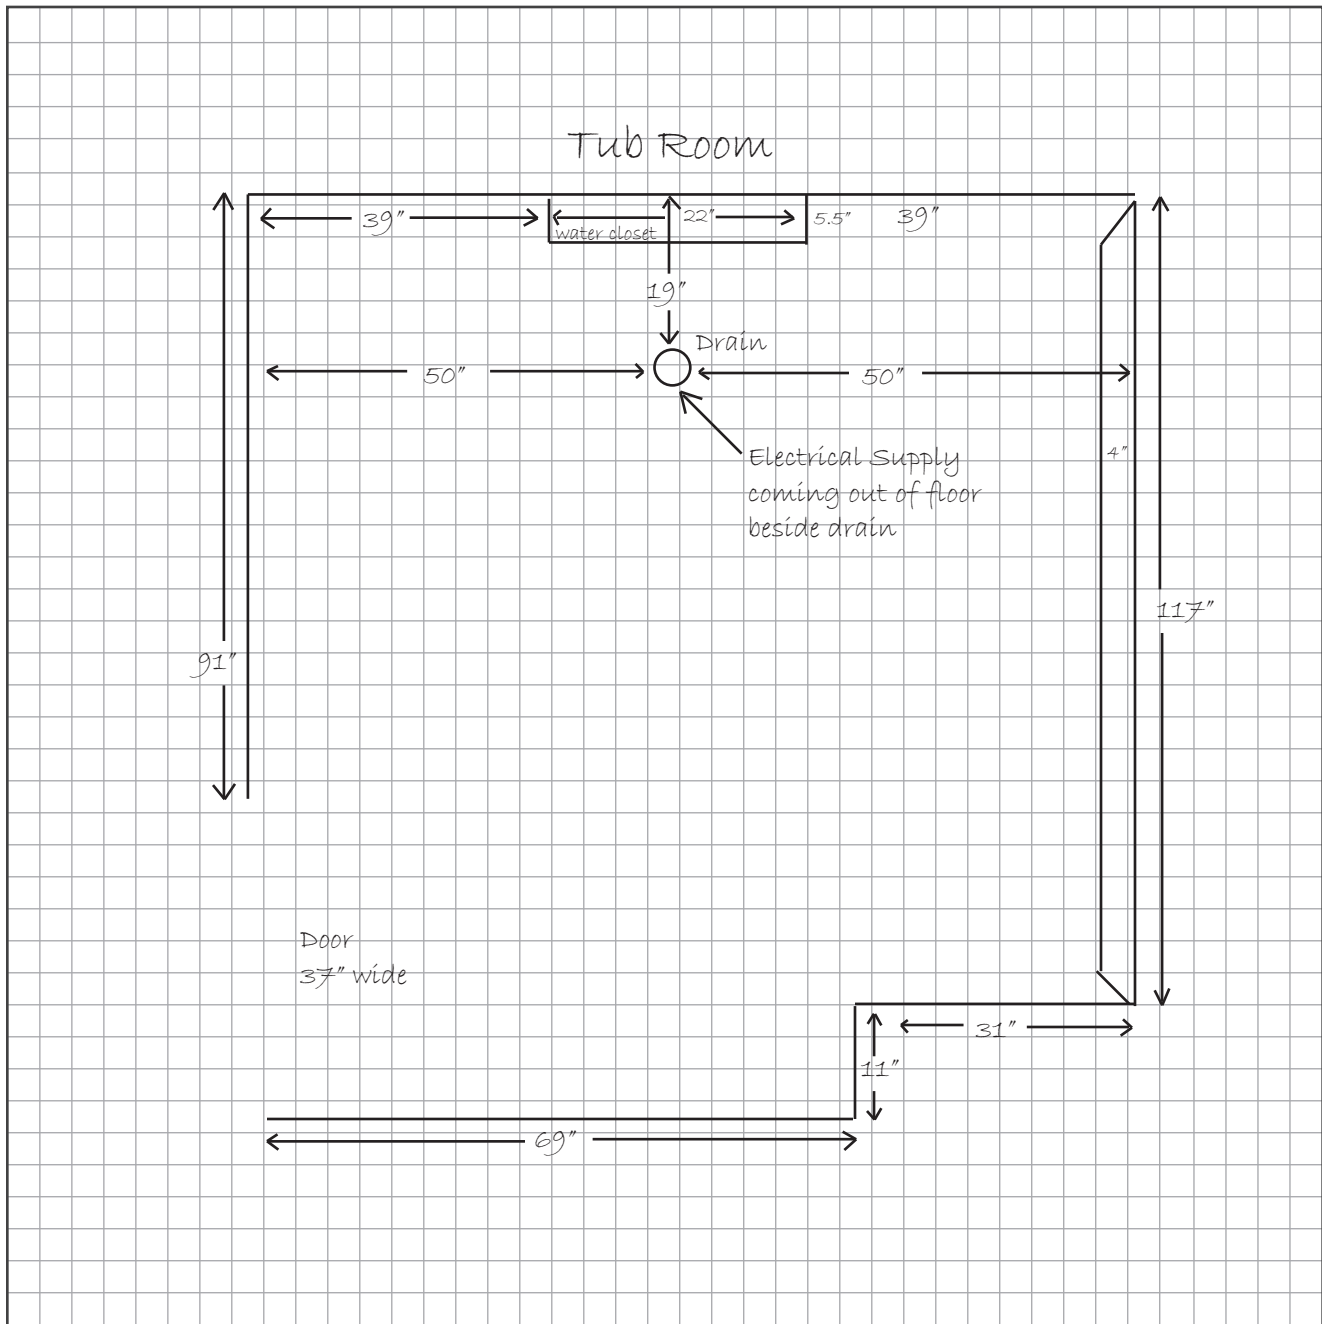 Tub Room
39"
22"
5.5"
39"
water closet
19"
Drain
50"
50"
4"
Electrical Supply
coming out of floor
beside drain
117"
91"
Door
37" wide
31"
11"
69"